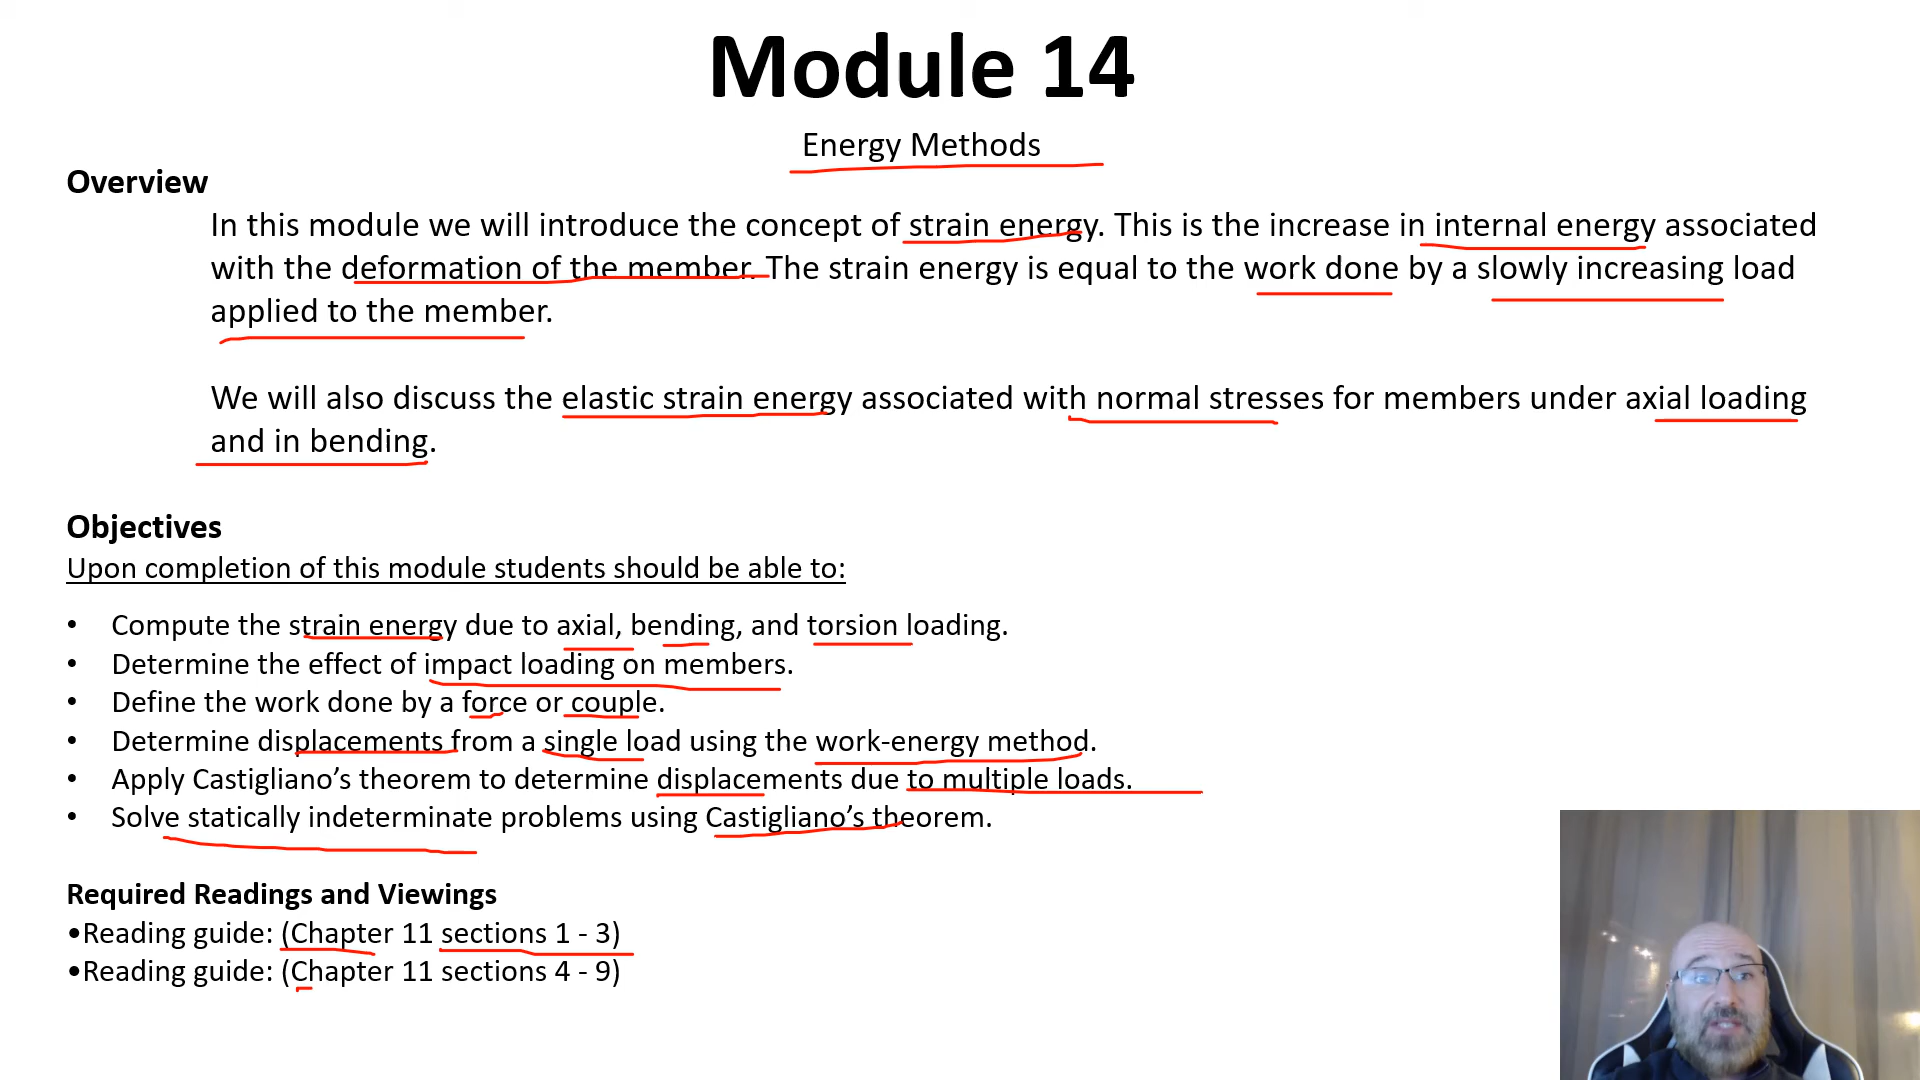 Module 14
Energy Methods
Overview
In this module we will introduce the concept of strain energy. This is the increase in internal energy associated
with the deformation of the member. The strain energy is equal to the work done by a slowly increasing load
applied to the member.
We will also discuss the elastic strain energy associated with normal stresses for members under axial loading
and in bending.
Objectives
Upon completion of this module students should be able to:
• Compute the strain energy due to axial, bending, and torsion loading.
• Determine the effect of impact loading on members.
• Define the work done by a force or couple.
• Determine displacements from a single load using the work-energy method.
• Apply Castigliano’s theorem to determine displacements due to multiple loads.
• Solve statically indeterminate problems using Castigliano’s theorem.
Required Readings and Viewings
•Reading guide: (Chapter 11 sections 1 - 3)
•Reading guide: (Chapter 11 sections 4 - 9)